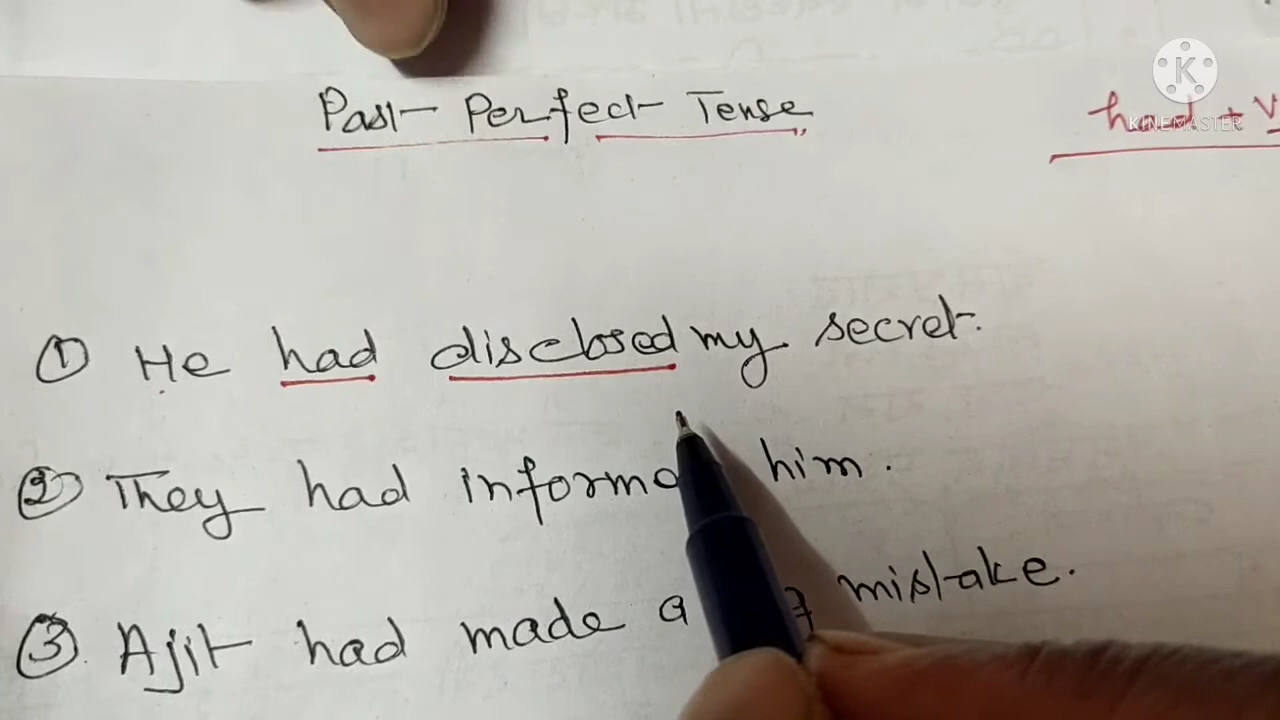 Past Perfect Tense
had + V
KINEMASTER
① He had disclosed my secret.
② They had him.
③ Ajit had made a mistake.